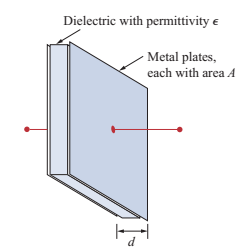 Dielectric with permittivity ϵ
Metal plates,
each with area A
d